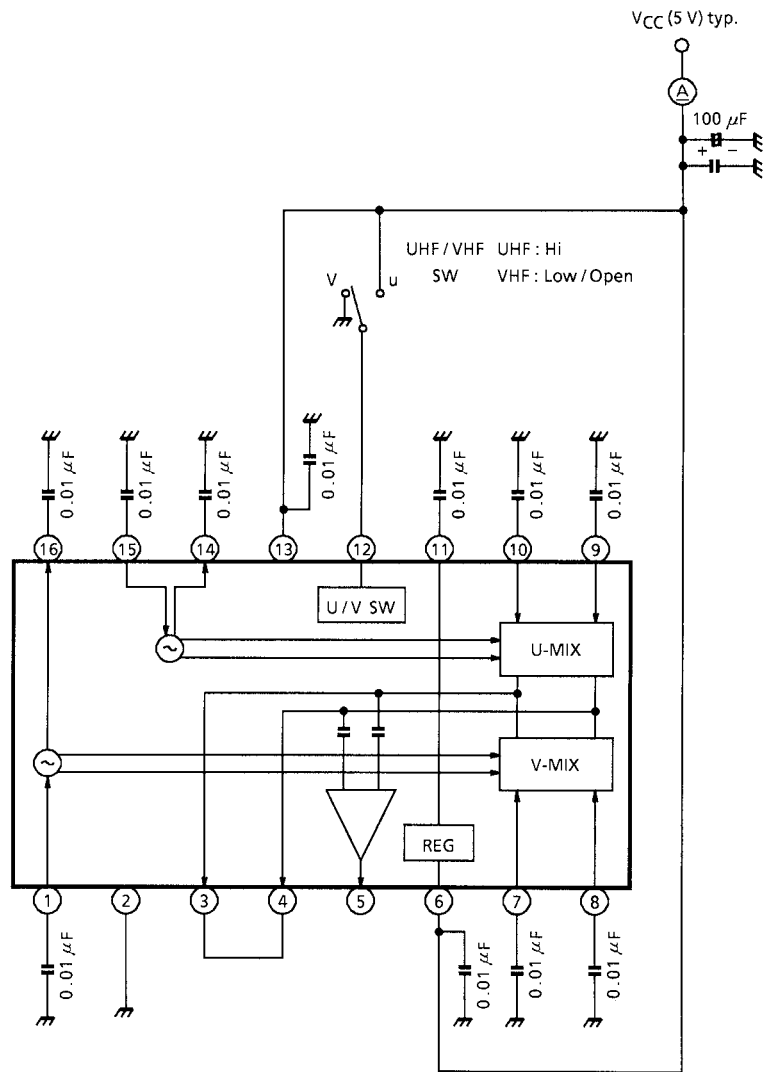 VCC (5 V) typ.
A
100 μF
+ −
UHF / VHF UHF : Hi
SW VHF : Low / Open
V
u
0.01 μF
0.01 μF
0.01 μF
0.01 μF
0.01 μF
0.01 μF
0.01 μF
16
15
14
13
12
11
10
9
U / V SW
~
U-MIX
~
V-MIX
REG
1
2
3
4
5
6
7
8
0.01 μF
0.01 μF
0.01 μF
0.01 μF